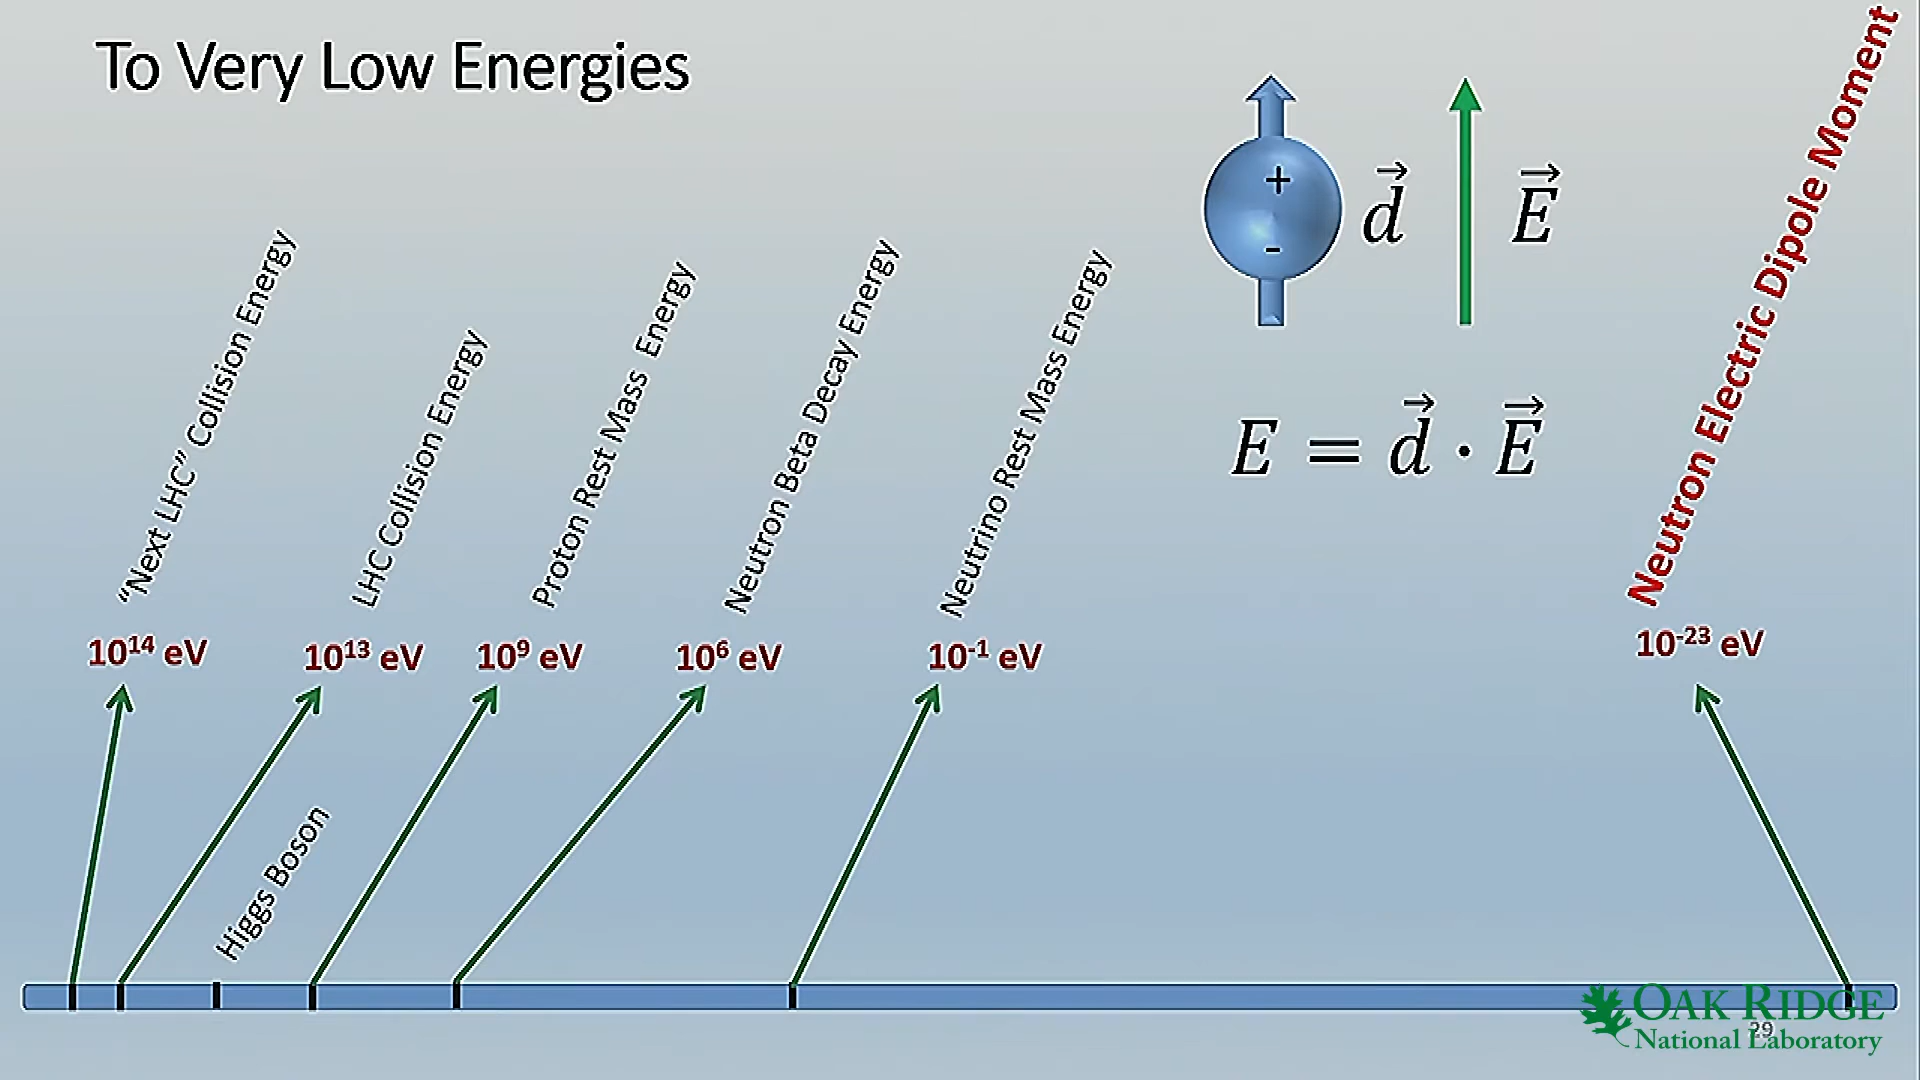 To Very Low Energies
“Next LHC” Collision Energy
LHC Collision Energy
Proton Rest Mass Energy
Neutron Beta Decay Energy
Neutrino Rest Mass Energy
Neutron Electric Dipole Moment
+
-
d⃗
E⃗
E = d⃗ · E⃗
10¹⁴ eV
10¹³ eV
10⁹ eV
10⁶ eV
10⁻¹ eV
10⁻²³ eV
Higgs Boson
OAK RIDGE
National Laboratory
29